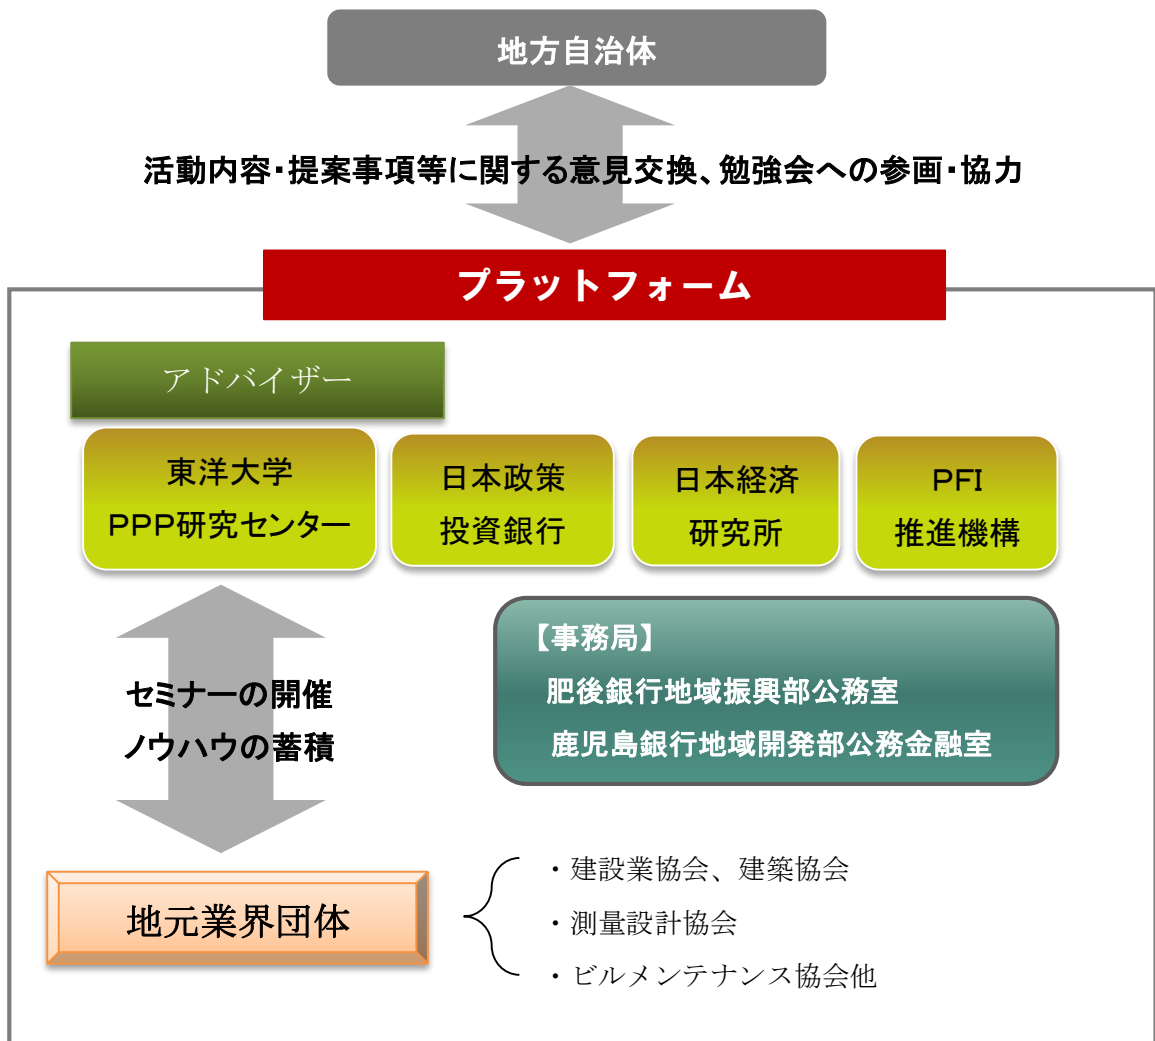 地方自治体
活動内容・提案事項等に関する意見交換、勉強会への参画・協力
プラットフォーム
アドバイザー
東洋大学
PPP研究センター
日本政策
投資銀行
日本経済
研究所
PFI
推進機構
【事務局】
肥後銀行地域振興部公務室
鹿児島銀行地域開発部公務金融室
セミナーの開催
ノウハウの蓄積
地元業界団体
・建設業協会、建築協会
・測量設計協会
・ビルメンテナンス協会他